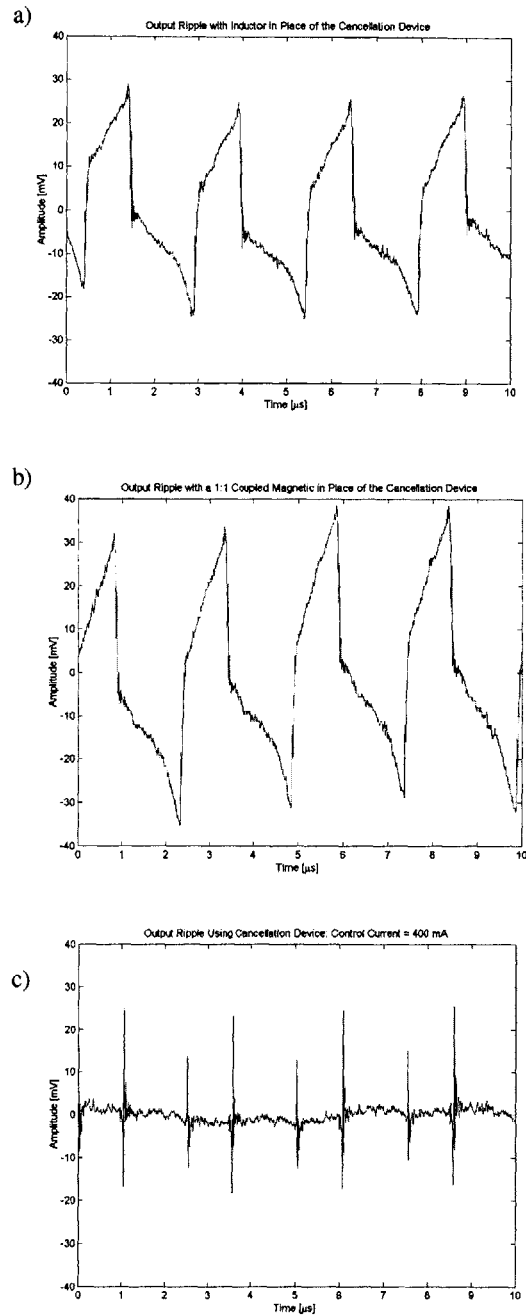 a)
Output Ripple with Inductor in Place of the Cancellation Device
40
30
20
10
0
-10
-20
-30
-40
Amplitude [mV]
0 1 2 3 4 5 6 7 8 9 10
Time [µs]
b)
Output Ripple with a 1:1 Coupled Magnetic in Place of the Cancellation Device
40
30
20
10
0
-10
-20
-30
-40
Amplitude [mV]
0 1 2 3 4 5 6 7 8 9 10
Time [µs]
c)
Output Ripple Using Cancellation Device: Control Current = 400 mA
40
30
20
10
0
-10
-20
-30
-40
Amplitude [mV]
0 1 2 3 4 5 6 7 8 9 10
Time [µs]